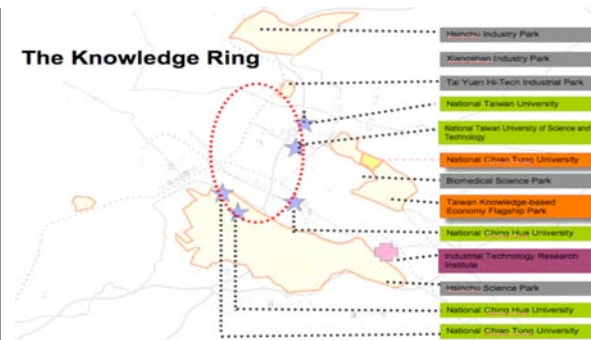 The Knowledge Ring
Hsinchu Industry Park
Xiangshan Industry Park
Tai Yuen Hi-Tech Industrial Park
National Taiwan University
National Taiwan University of Science and
Technology
National Chiao Tung University
Biomedical Science Park
Taiwan Knowledge-based
Economy Flagship Park
National Ching Hua University
Industrial Technology Research
Institute
Hsinchu Science Park
National Ching Hua University
National Chiao Tung University